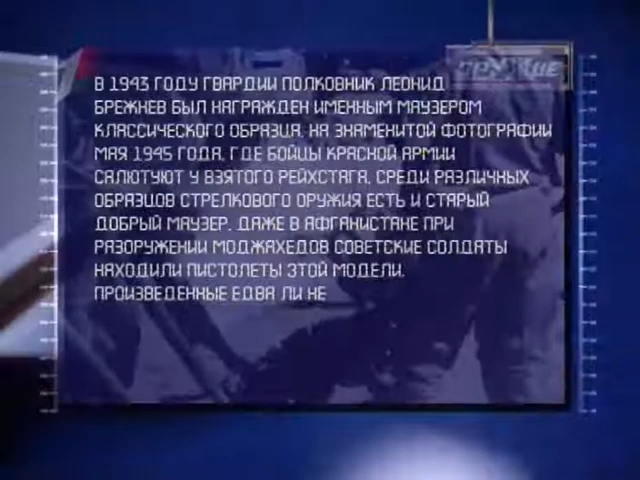 ОРУЖИЕ
В 1943 ГОДУ ГВАРДИИ ПОЛКОВНИК ЛЕОНИД
БРЕЖНЕВ БЫЛ НАГРАЖДЕН ИМЕННЫМ МАУЗЕРОМ
КЛАССИЧЕСКОГО ОБРАЗЦА. НА ЗНАМЕНИТОЙ ФОТОГРАФИИ
МАЯ 1945 ГОДА, ГДЕ БОЙЦЫ КРАСНОЙ АРМИИ
САЛЮТУЮТ У ВЗЯТОГО РЕЙХСТАГА, СРЕДИ РАЗЛИЧНЫХ
ОБРАЗЦОВ СТРЕЛКОВОГО ОРУЖИЯ ЕСТЬ И СТАРЫЙ
ДОБРЫЙ МАУЗЕР. ДАЖЕ В АФГАНИСТАНЕ ПРИ
РАЗОРУЖЕНИИ МОДЖАХЕДОВ СОВЕТСКИЕ СОЛДАТЫ
НАХОДИЛИ ПИСТОЛЕТЫ ЭТОЙ МОДЕЛИ,
ПРОИЗВЕДЕННЫЕ ЕДВА ЛИ НЕ